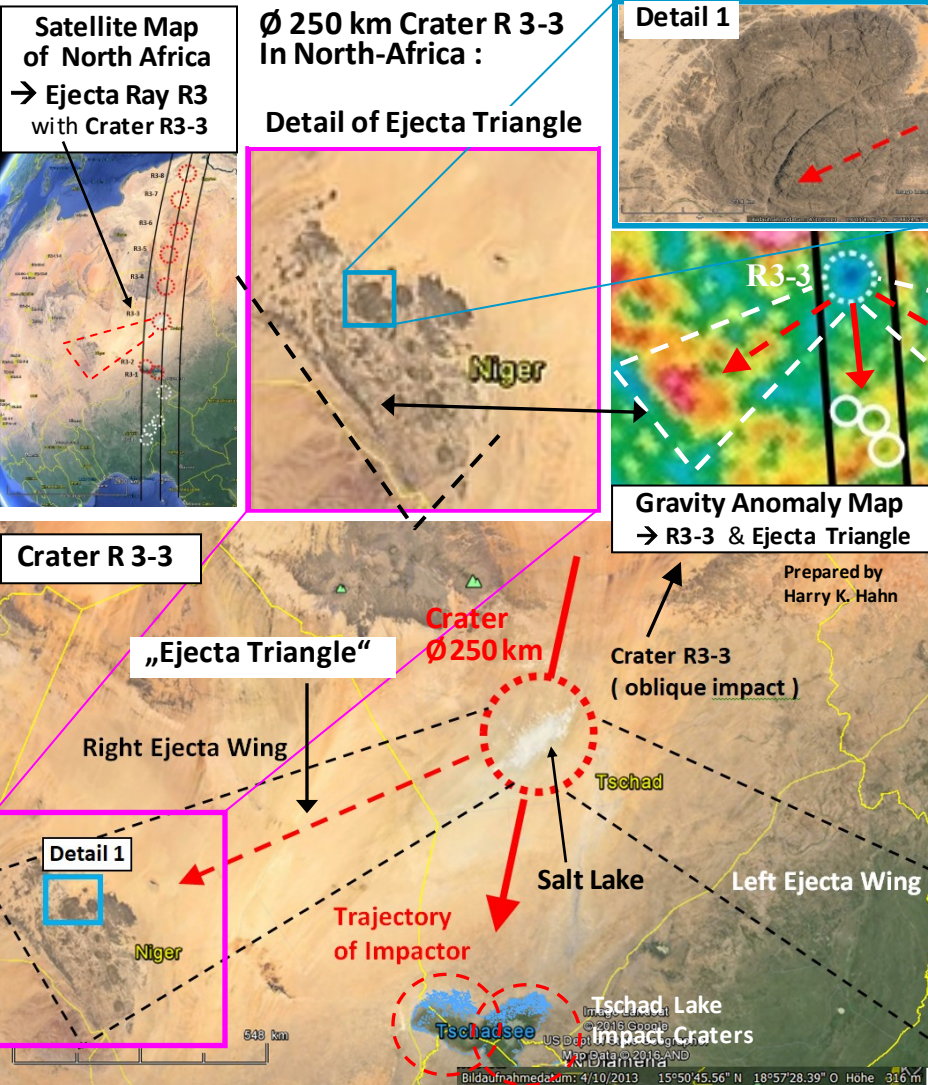 Satellite Map
of North Africa
→ Ejecta Ray R3
with Crater R3-3
Ø 250 km Crater R 3-3
In North-Africa :
Detail of Ejecta Triangle
Detail 1
R3-8
R3-7
R3-6
R3-5
R3-4
R3-3
R3-2
R3-1
Niger
R3-3
Gravity Anomaly Map
→ R3-3 & Ejecta Triangle
Crater R 3-3
Prepared by
Harry K. Hahn
Crater
Ø 250 km
„Ejecta Triangle“
Crater R3-3
( oblique impact )
Right Ejecta Wing
Tschad
Detail 1
Salt Lake
Left Ejecta Wing
Trajectory
of Impactor
Niger
548 km
Tschadsee
Tschad Lake
Impact Craters
© 2016 Google
Map Data © 2016 AND
N'Djamena
Bildaufnahmedatum: 4/10/2013 15°50'45.56" N 18°57'28.39" O Höhe 316 m